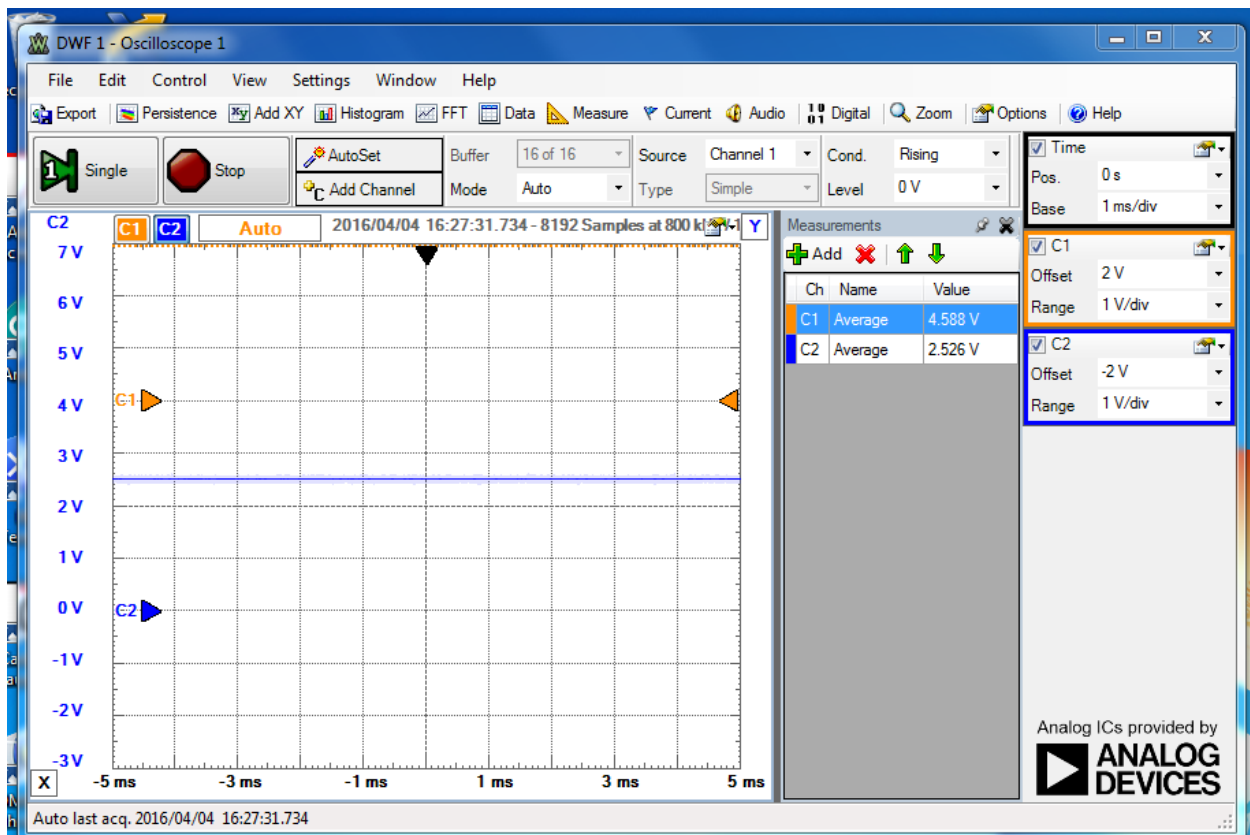 DWF 1 - Oscilloscope 1
File Edit Control View Settings Window Help
Export Persistence Add XY Histogram FFT Data Measure Current Audio Digital Zoom Options Help
1 Single Stop AutoSet Buffer 16 of 16 Source Channel 1 Cond. Rising
Add Channel Mode Auto Type Simple Level 0 V
Time
Pos. 0 s
Base 1 ms/div
C2 C1 C2 Auto 2016/04/04 16:27:31.734 - 8192 Samples at 800 k Y
Measurements
Add
Ch Name Value
C1 Average 4.588 V
C2 Average 2.526 V
C1
Offset 2 V
Range 1 V/div
C2
Offset -2 V
Range 1 V/div
7 V
6 V
5 V
4 V
C1
3 V
2 V
1 V
0 V
C2
-1 V
-2 V
-3 V
X -5 ms -3 ms -1 ms 1 ms 3 ms 5 ms
Analog ICs provided by
ANALOG
DEVICES
Auto last acq. 2016/04/04 16:27:31.734